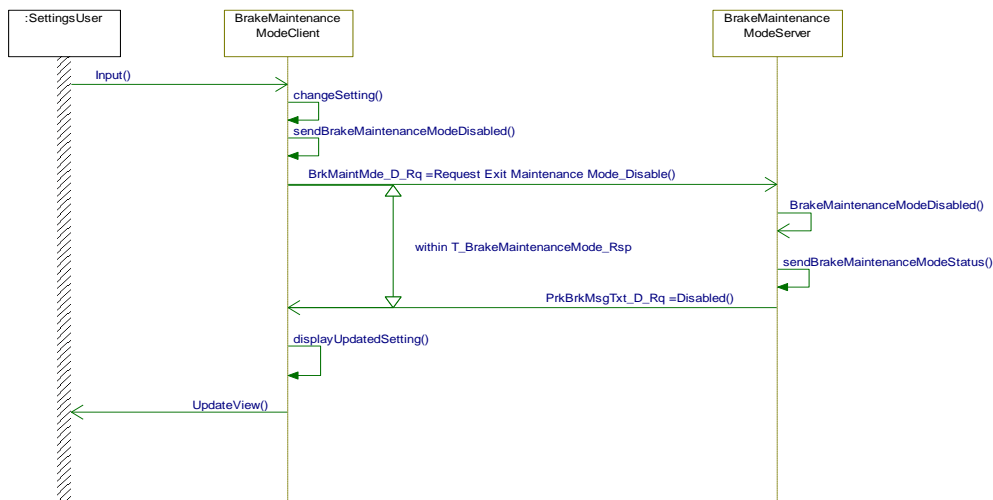 :SettingsUser
BrakeMaintenance
ModeClient
BrakeMaintenance
ModeServer
Input()
changeSetting()
sendBrakeMaintenanceModeDisabled()
BrkMaintMde_D_Rq =Request Exit Maintenance Mode_Disable()
BrakeMaintenanceModeDisabled()
within T_BrakeMaintenanceMode_Rsp
sendBrakeMaintenanceModeStatus()
PrkBrkMsgTxt_D_Rq =Disabled()
displayUpdatedSetting()
UpdateView()